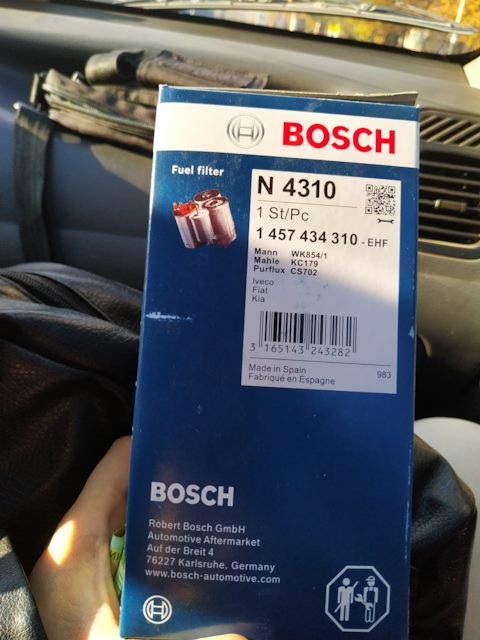 BOSCH
Fuel filter
N 4310
1 St/Pc
1 457 434 310 - EHF
Mann WK854/1
Mahle KC179
Purflux CS702
Iveco
Fiat
Kia
3 165143 243282
Made in Spain
Fabriqué en Espagne
983
BOSCH
Robert Bosch GmbH
Automotive Aftermarket
Auf der Breit 4
76227 Karlsruhe, Germany
www.bosch-automotive.com